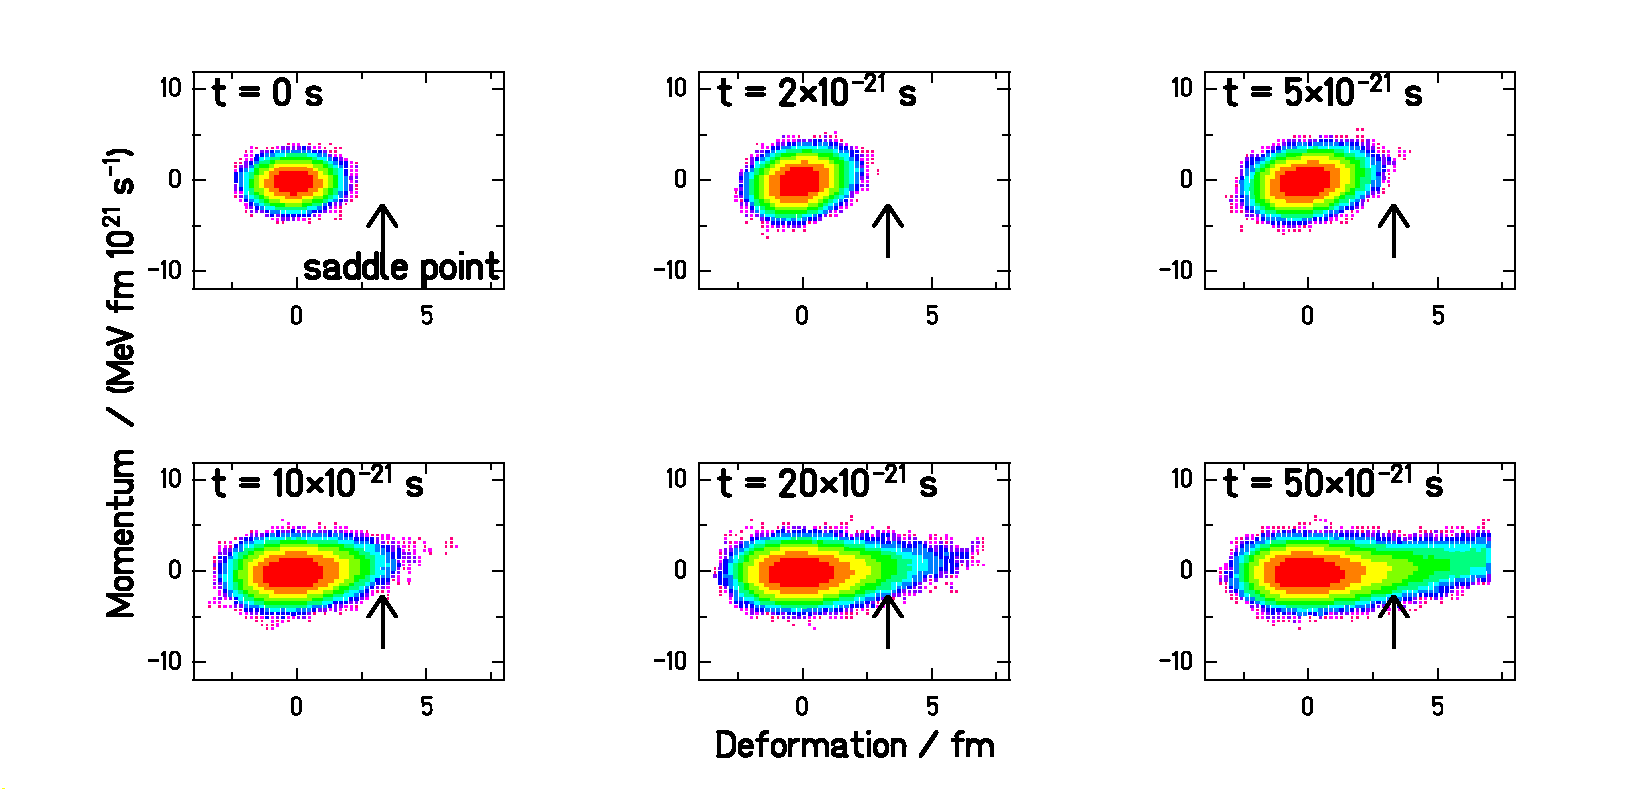 t = 0 s
t = 2×10⁻²¹ s
t = 5×10⁻²¹ s
10
0
−10
saddle point
0 5
10
0
−10
0 5
10
0
−10
0 5
Momentum / (MeV fm 10²¹ s⁻¹)
t = 10×10⁻²¹ s
t = 20×10⁻²¹ s
t = 50×10⁻²¹ s
10
0
−10
0 5
10
0
−10
0 5
10
0
−10
0 5
Deformation / fm